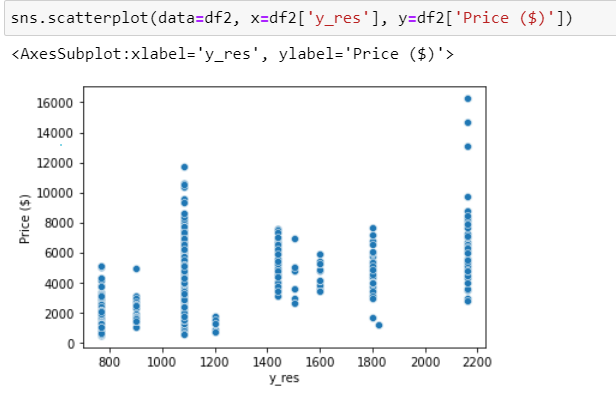 sns.scatterplot(data=df2, x=df2['y_res'], y=df2['Price ($)'])
<AxesSubplot:xlabel='y_res', ylabel='Price ($)'>
16000
14000
12000
10000
8000
6000
4000
2000
0
Price ($)
800 1000 1200 1400 1600 1800 2000 2200
y_res